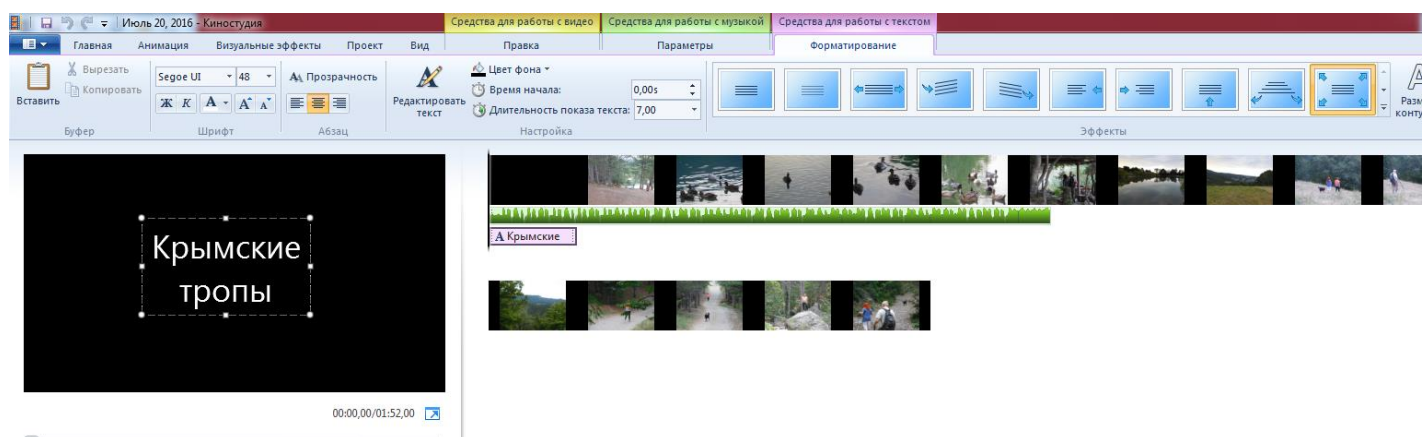 Июль 20, 2016 - Киностудия
Средства для работы с видео
Средства для работы с музыкой
Средства для работы с текстом
Главная
Анимация
Визуальные эффекты
Проект
Вид
Правка
Параметры
Форматирование
Вставить
Вырезать
Копировать
Буфер
Segoe UI
48
Ж К А А А
Шрифт
Прозрачность
Абзац
Редактировать
текст
Цвет фона
Время начала: 0,00s
Длительность показа текста: 7,00
Настройка
Эффекты
Крымские
тропы
А Крымские
00:00,00/01:52,00